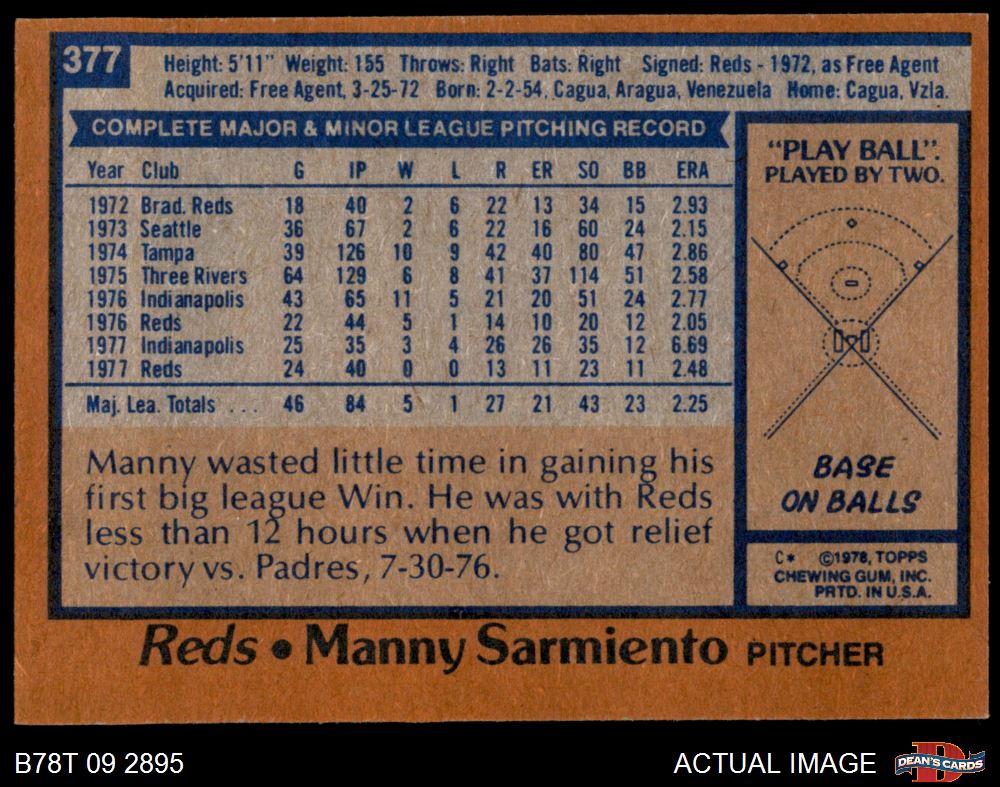 377
Height: 5'11" Weight: 155 Throws: Right Bats: Right Signed: Reds - 1972, as Free Agent
Acquired: Free Agent, 3-25-72 Born: 2-2-54, Cagua, Aragua, Venezuela Home: Cagua, Vzla.
COMPLETE MAJOR & MINOR LEAGUE PITCHING RECORD
Year Club G IP W L R ER SO BB ERA
1972 Brad. Reds 18 40 2 6 22 13 34 15 2.93
1973 Seattle 36 67 2 6 22 16 60 24 2.15
1974 Tampa 39 126 10 9 42 40 80 47 2.86
1975 Three Rivers 64 129 6 8 41 37 114 51 2.58
1976 Indianapolis 43 65 11 5 21 20 51 24 2.77
1976 Reds 22 44 5 1 14 10 20 12 2.05
1977 Indianapolis 25 35 3 4 26 26 35 12 6.69
1977 Reds 24 40 0 0 13 11 23 11 2.48
Maj. Lea. Totals ... 46 84 5 1 27 21 43 23 2.25
Manny wasted little time in gaining his
first big league Win. He was with Reds
less than 12 hours when he got relief
victory vs. Padres, 7-30-76.
"PLAY BALL".
PLAYED BY TWO.
BASE
ON BALLS
C* ©1978, TOPPS
CHEWING GUM, INC.
PRTD. IN U.S.A.
Reds • Manny Sarmiento PITCHER
B78T 09 2895
ACTUAL IMAGE
D
DEAN'S CARDS